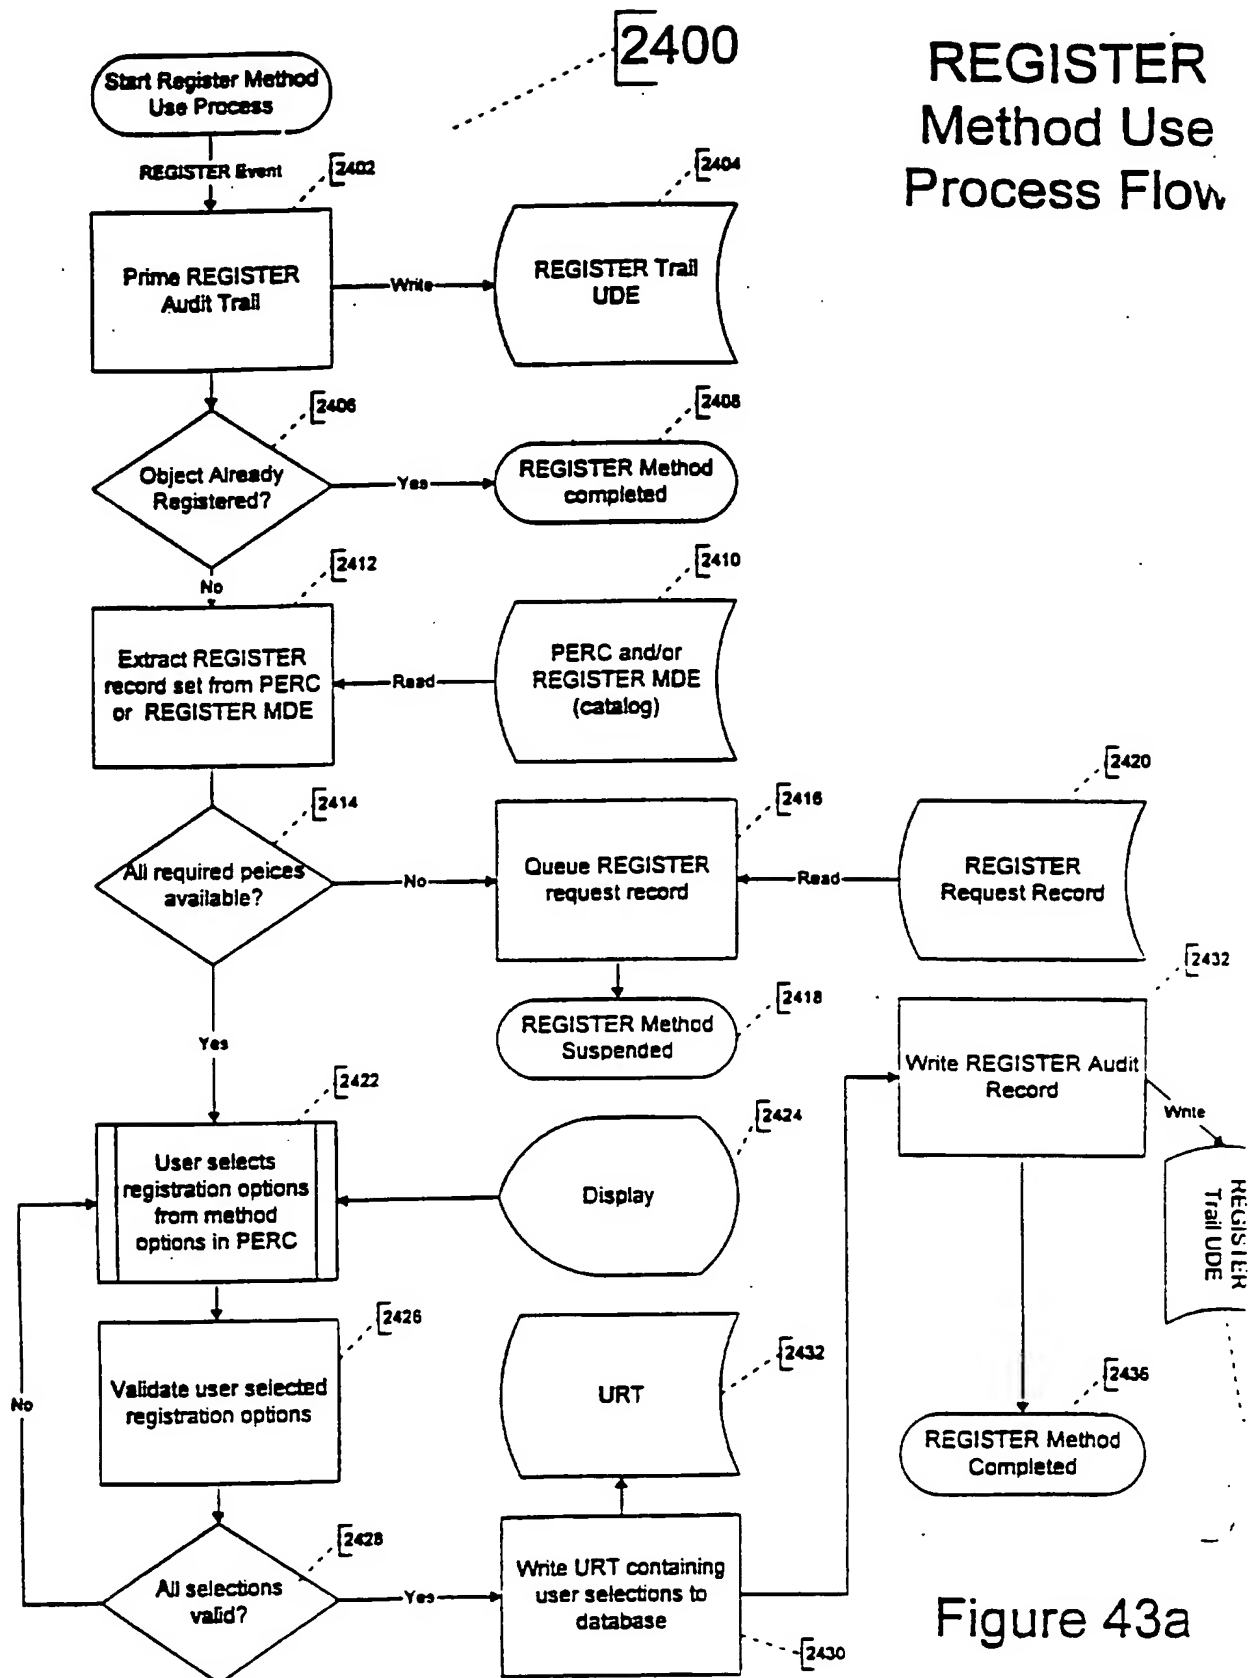 2400
REGISTER
Method Use
Process Flow
Start Register Method
Use Process
REGISTER Event
2402
2404
Prime REGISTER
Audit Trail
Write
REGISTER Trail
UDE
2406
2408
Object Already
Registered?
Yes
REGISTER Method
completed
No
2412
2410
Extract REGISTER
record set from PERC
or REGISTER MDE
Read
PERC and/or
REGISTER MDE
(catalog)
2414
2416
2420
All required peices
available?
No
Queue REGISTER
request record
Read
REGISTER
Request Record
2418
REGISTER Method
Suspended
2432
Write REGISTER Audit
Record
Write
REGISTER
Trail UDE
Yes
2422
2424
User selects
registration options
from method
options in PERC
Display
2426
2432
Validate user selected
registration options
URT
No
2436
REGISTER Method
Completed
2428
All selections
valid?
Yes
Write URT containing
user selections to
database
2430
Figure 43a